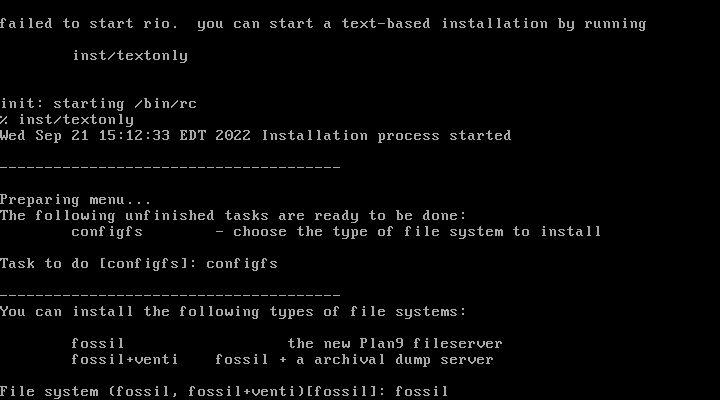 failed to start rio.  you can start a text-based installation by running
inst/textonly
init: starting /bin/rc
% inst/textonly
Wed Sep 21 15:12:33 EDT 2022 Installation process started
--------------------------------------
Preparing menu...
The following unfinished tasks are ready to be done:
configfs        - choose the type of file system to install
Task to do [configfs]: configfs
--------------------------------------
You can install the following types of file systems:
fossil                  the new Plan9 fileserver
fossil+venti    fossil + a archival dump server
File system (fossil, fossil+venti)[fossil]: fossil